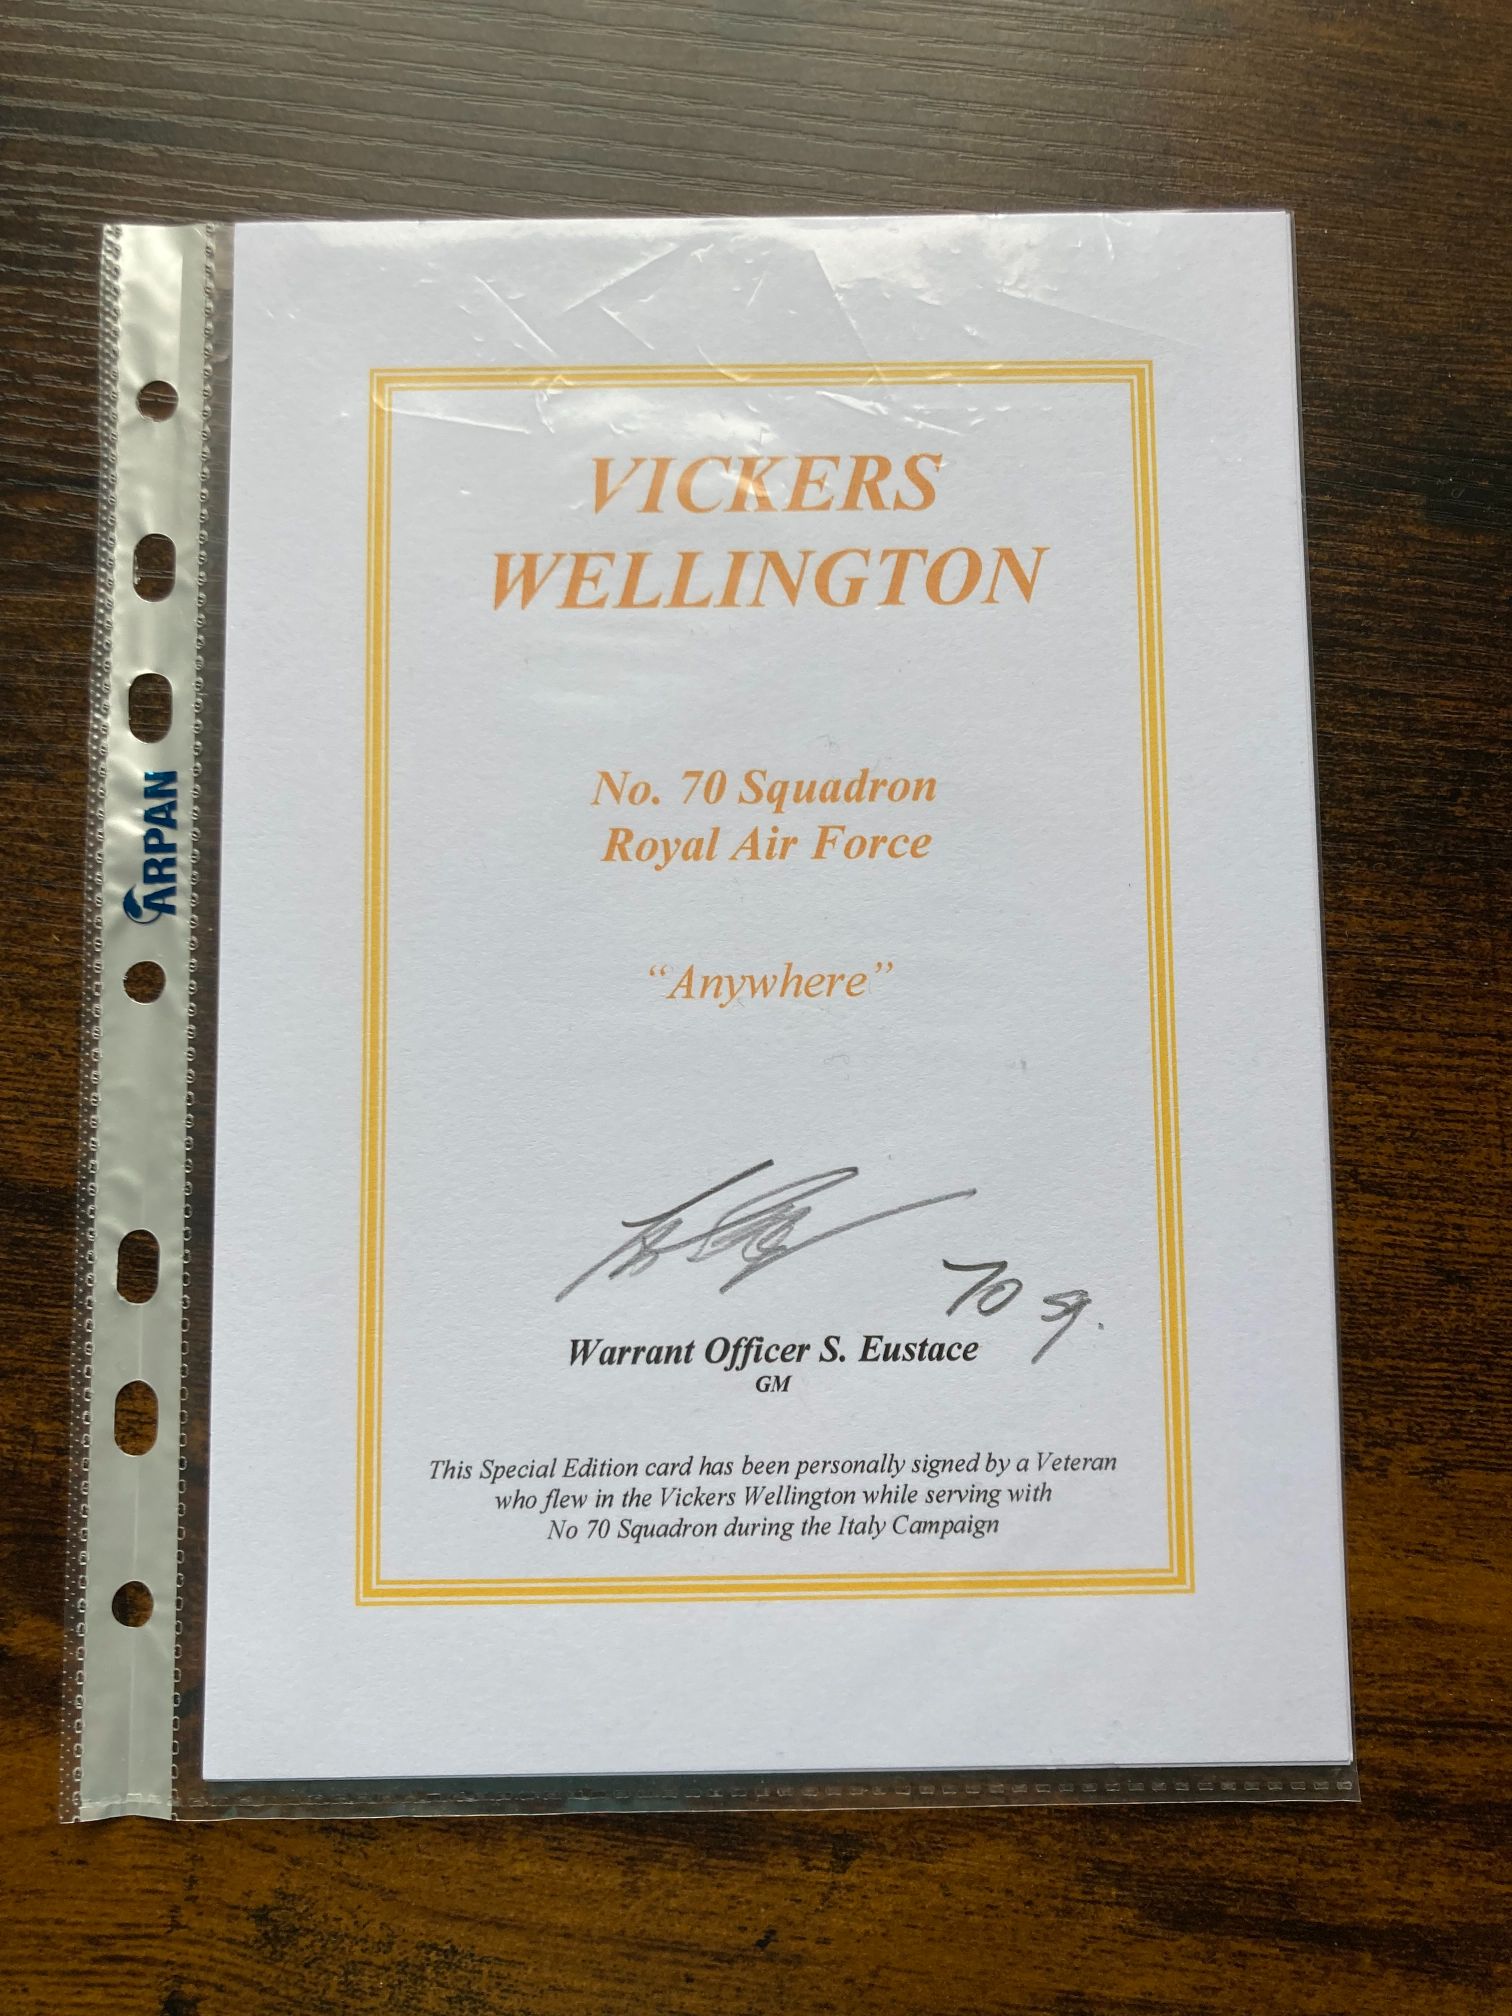 VICKERS
WELLINGTON
No. 70 Squadron
Royal Air Force
“Anywhere”
70 Sq.
Warrant Officer S. Eustace
GM
This Special Edition card has been personally signed by a Veteran
who flew in the Vickers Wellington while serving with
No 70 Squadron during the Italy Campaign
ARPAN